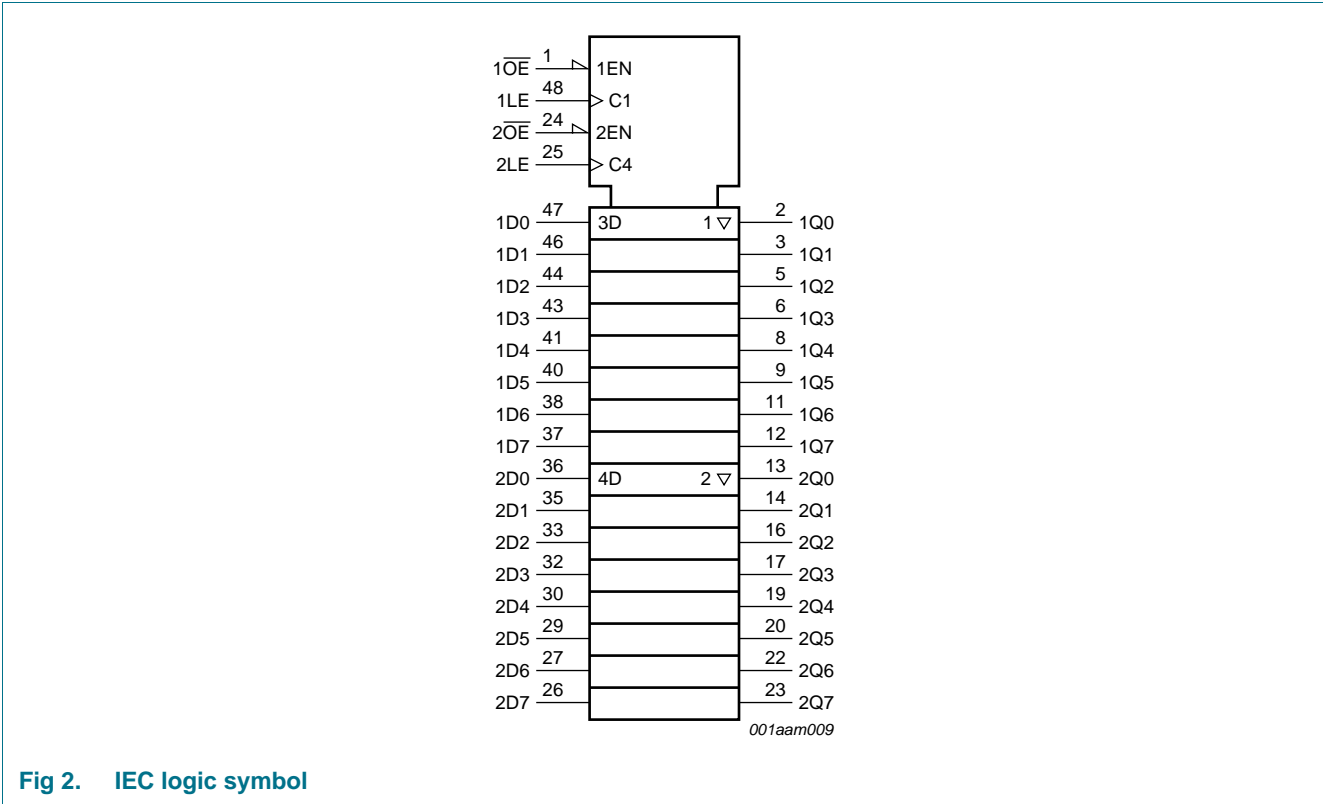 1O̅E̅ 1 1EN
1LE 48 C1
2O̅E̅ 24 2EN
2LE 25 C4
1D0 47 3D 1 ▽ 2 1Q0
1D1 46 3 1Q1
1D2 44 5 1Q2
1D3 43 6 1Q3
1D4 41 8 1Q4
1D5 40 9 1Q5
1D6 38 11 1Q6
1D7 37 12 1Q7
2D0 36 4D 2 ▽ 13 2Q0
2D1 35 14 2Q1
2D2 33 16 2Q2
2D3 32 17 2Q3
2D4 30 19 2Q4
2D5 29 20 2Q5
2D6 27 22 2Q6
2D7 26 23 2Q7
001aam009
Fig 2. IEC logic symbol